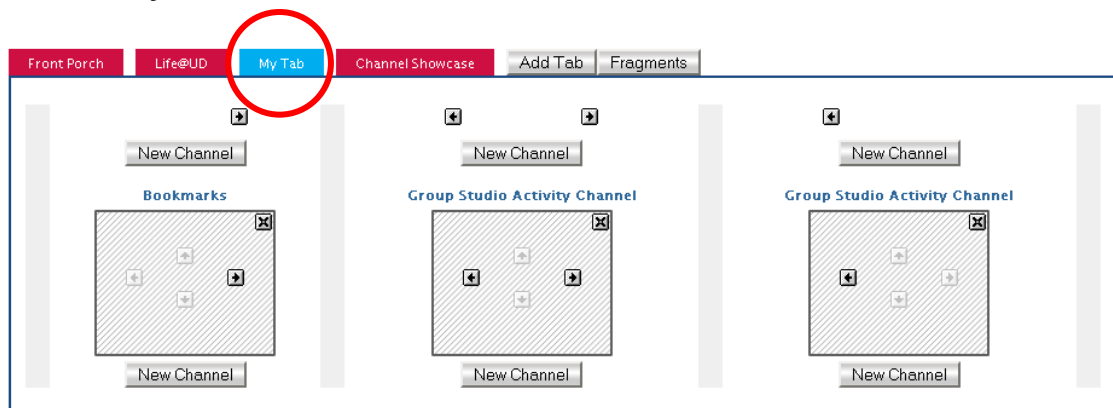 Front Porch Life@UD My Tab Channel Showcase Add Tab Fragments
New Channel New Channel New Channel
Bookmarks Group Studio Activity Channel Group Studio Activity Channel
New Channel New Channel New Channel